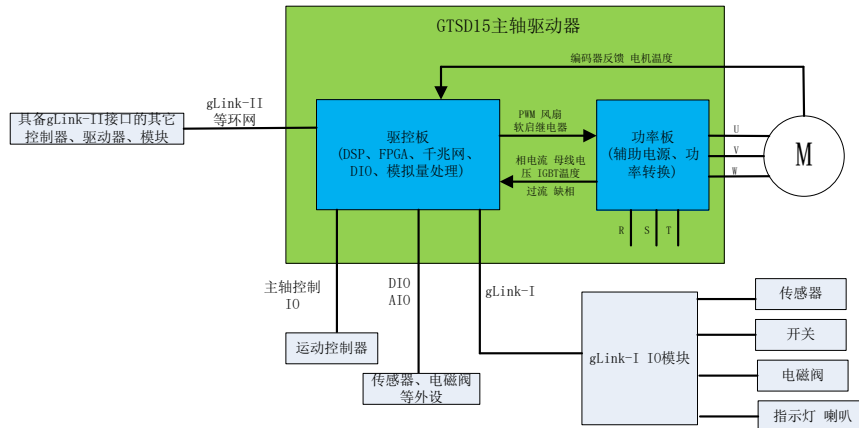 GTSD15主轴驱动器
编码器反馈 电机温度
gLink-II
等环网
具备gLink-II接口的其它
控制器、驱动器、模块
驱控板
(DSP、FPGA、千兆网、
DIO、模拟量处理)
PWM 风扇
软启继电器
相电流 母线电
压 IGBT温度
过流 缺相
功率板
(辅助电源、功
率转换)
U
V
W
M
R S T
主轴控制
IO
DIO
AIO
gLink-I
运动控制器
传感器、电磁阀
等外设
gLink-I IO模块
传感器
开关
电磁阀
指示灯 喇叭